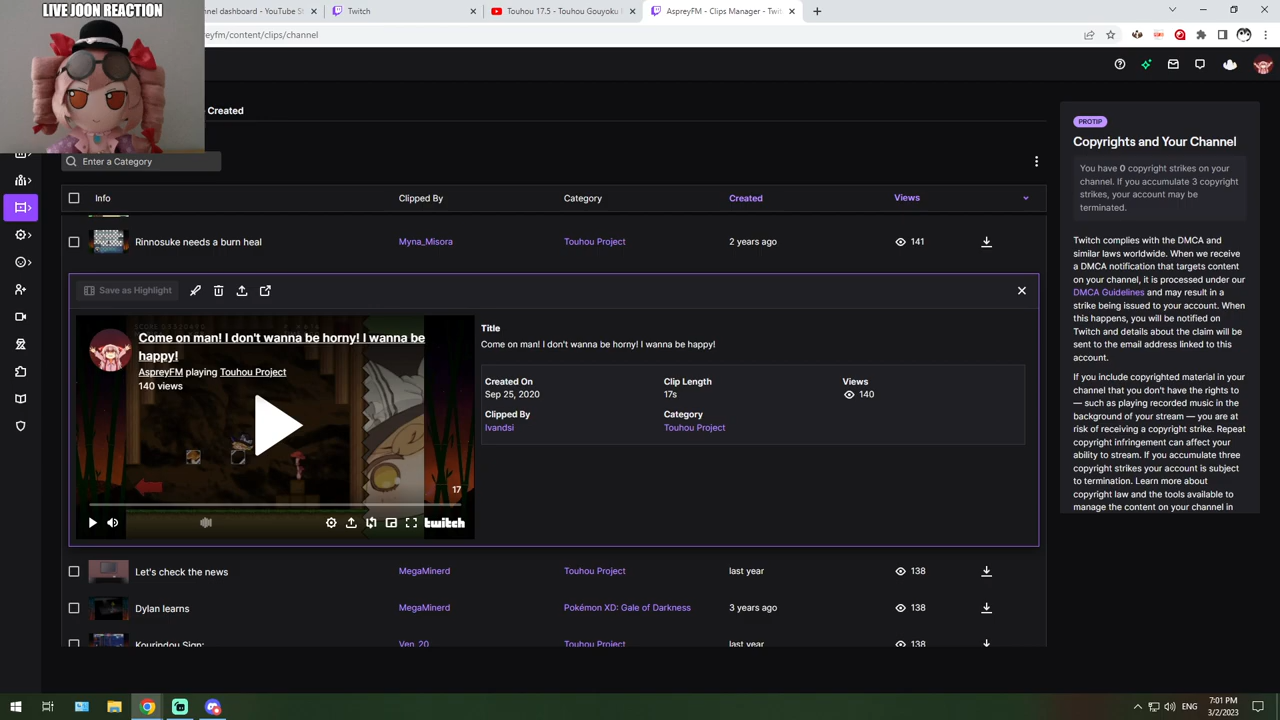 LIVE JOON REACTION
nnel dashboard - YouTube St
Twitch
Touhou 17.5 - Touhou Gouyoku
AspreyFM - Clips Manager - Twit
eyfm/content/clips/channel
Created
Enter a Category
Info
Clipped By
Category
Created
Views
Rinnosuke needs a burn heal
Myna_Misora
Touhou Project
2 years ago
141
Save as Highlight
Come on man! I don't wanna be horny! I wanna be
happy!
AspreyFM playing Touhou Project
140 views
17
twitch
Title
Come on man! I don't wanna be horny! I wanna be happy!
Created On
Clip Length
Views
Sep 25, 2020
17s
140
Clipped By
Category
Ivandsi
Touhou Project
Let's check the news
MegaMinerd
Touhou Project
last year
138
Dylan learns
MegaMinerd
Pokémon XD: Gale of Darkness
3 years ago
138
Kourindou Sign:
Ven_20
Touhou Project
last year
138
PROTIP
Copyrights and Your Channel
You have 0 copyright strikes on your
channel. If you accumulate 3 copyright
strikes, your account may be
terminated.
Twitch complies with the DMCA and
similar laws worldwide. When we receive
a DMCA notification that targets content
on your channel, it is processed under our
DMCA Guidelines and may result in a
strike being issued to your account. When
this happens, you will be notified on
Twitch and details about the claim will be
sent to the email address linked to this
account.
If you include copyrighted material in your
channel that you don't have the rights to
— such as playing recorded music in the
background of your stream — you are at
risk of receiving a copyright strike. Repeat
copyright infringement can affect your
ability to stream. If you accumulate three
copyright strikes your account is subject
to termination. Learn more about
copyright law and the tools available to
manage the content on your channel in
7:01 PM
3/2/2023